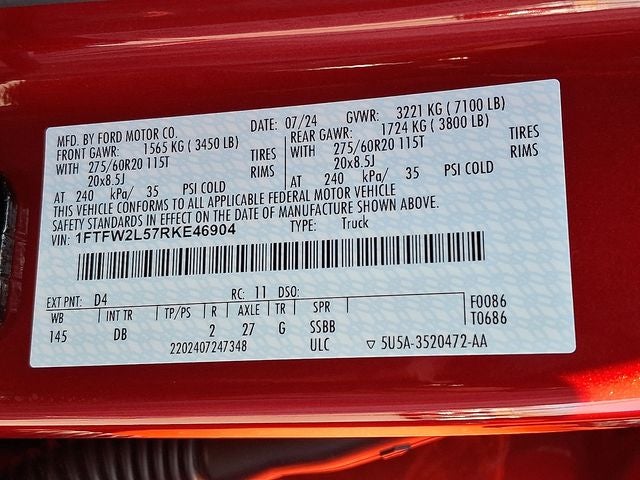 MFD. BY FORD MOTOR CO. DATE: 07/24 GVWR: 3221 KG ( 7100 LB)
FRONT GAWR: 1565 KG ( 3450 LB) REAR GAWR: 1724 KG ( 3800 LB)
WITH 275/60R20 115T TIRES WITH 275/60R20 115T TIRES
20x8.5J RIMS 20x8.5J RIMS
AT 240 kPa/ 35 PSI COLD AT 240 kPa/ 35 PSI COLD
THIS VEHICLE CONFORMS TO ALL APPLICABLE FEDERAL MOTOR VEHICLE
SAFETY STANDARDS IN EFFECT ON THE DATE OF MANUFACTURE SHOWN ABOVE.
VIN: 1FTFW2L57RKE46904 TYPE: Truck
EXT PNT: D4 RC: 11 DSO: F0086
WB INT TR TP/PS R AXLE TR SPR T0686
145 DB 2 27 G SSBB
2202407247348 ULC ▽ 5U5A-3520472-AA